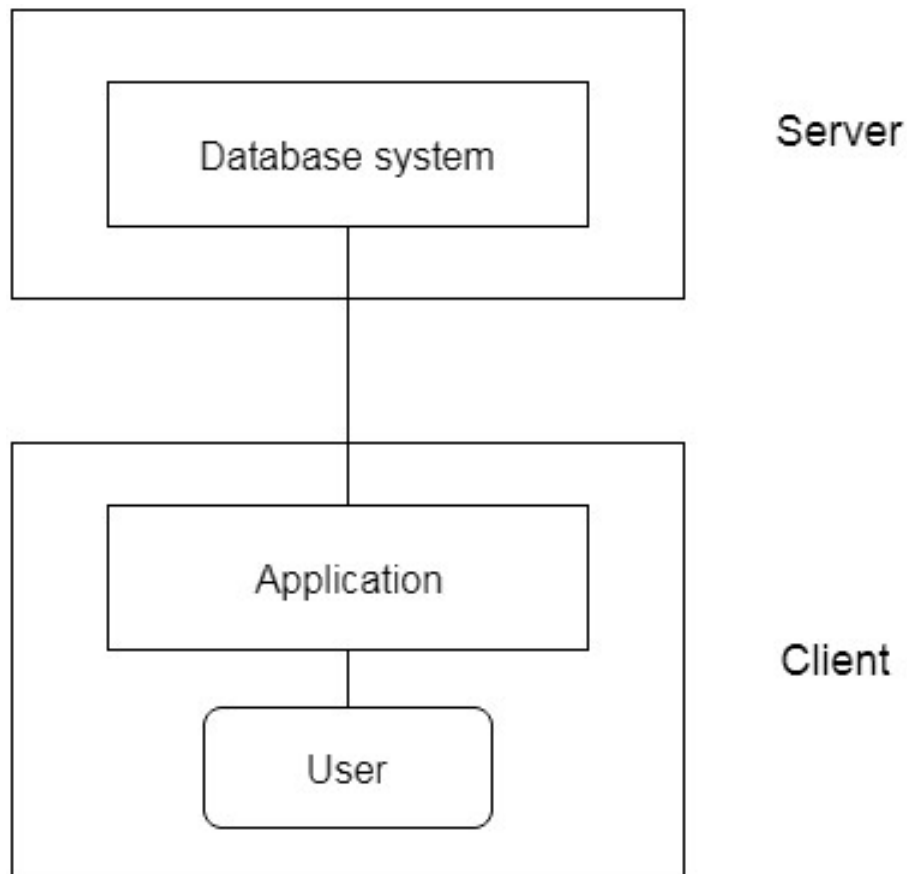 Database system
Server
Application
Client
User